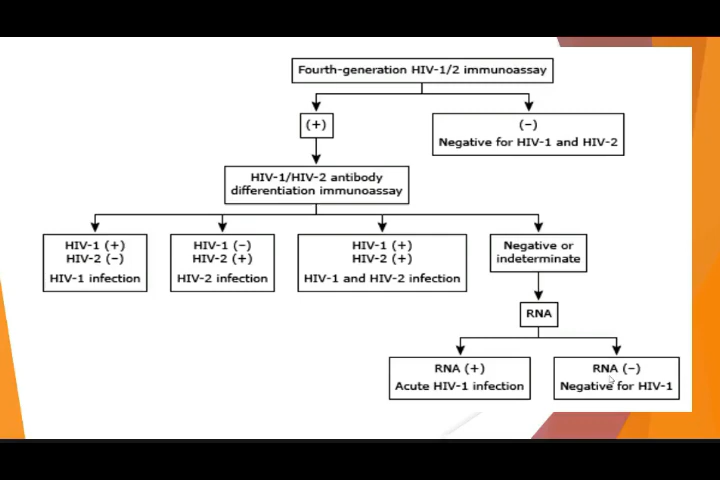 Fourth-generation HIV-1/2 immunoassay
(+)
(–)
Negative for HIV-1 and HIV-2
HIV-1/HIV-2 antibody
differentiation immunoassay
HIV-1 (+)
HIV-2 (–)
HIV-1 infection
HIV-1 (–)
HIV-2 (+)
HIV-2 infection
HIV-1 (+)
HIV-2 (+)
HIV-1 and HIV-2 infection
Negative or
indeterminate
RNA
RNA (+)
Acute HIV-1 infection
RNA (–)
Negative for HIV-1